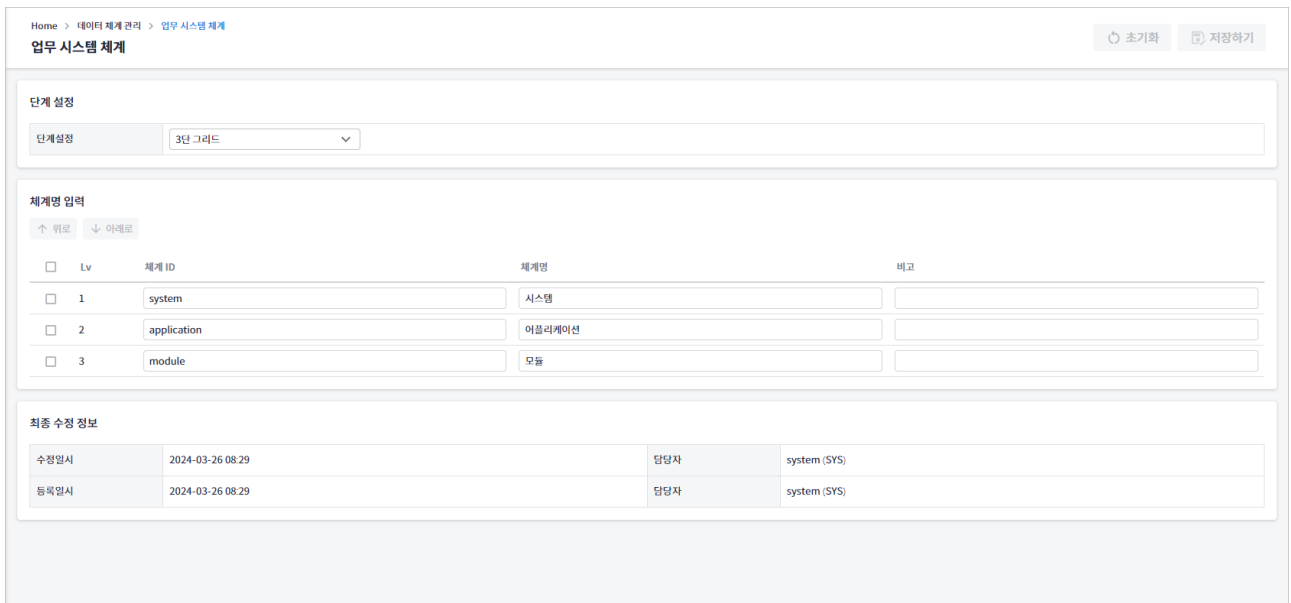 Home > 데이터 체계 관리 > 업무 시스템 체계
업무 시스템 체계
초기화 저장하기
단계 설정
단계설정 3단 그리드
체계명 입력
위로 아래로
Lv 체계 ID 체계명 비고
1 system 시스템
2 application 어플리케이션
3 module 모듈
최종 수정 정보
수정일시 2024-03-26 08:29 담당자 system (SYS)
등록일시 2024-03-26 08:29 담당자 system (SYS)